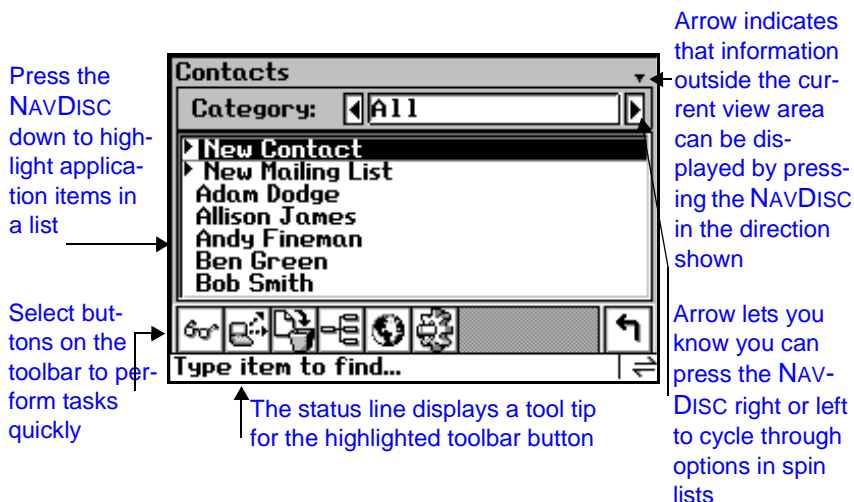 Press the
NAVDISC
down to high-
light applica-
tion items in
a list
Select but-
tons on the
toolbar to per-
form tasks
quickly
Contacts
Category: All
New Contact
New Mailing List
Adam Dodge
Allison James
Andy Fineman
Ben Green
Bob Smith
Type item to find...
The status line displays a tool tip
for the highlighted toolbar button
Arrow indicates
that information
outside the cur-
rent view area
can be dis-
played by press-
ing the NAVDISC
in the direction
shown
Arrow lets you
know you can
press the NAV-
DISC right or left
to cycle through
options in spin
lists